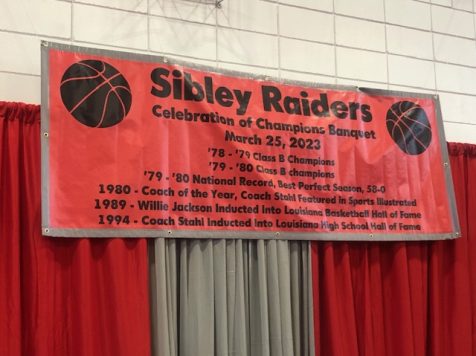 Sibley Raiders
Celebration of Champions Banquet
March 25, 2023
'78 - '79 Class B Champions
'79 - '80 Class B champions
'79 - '80 National Record, Best Perfect Season, 58-0
1980 - Coach of the Year, Coach Stahl Featured in Sports Illustrated
1989 - Willie Jackson Inducted Into Louisiana Basketball Hall of Fame
1994 - Coach Stahl Inducted Into Louisiana High School Hall of Fame